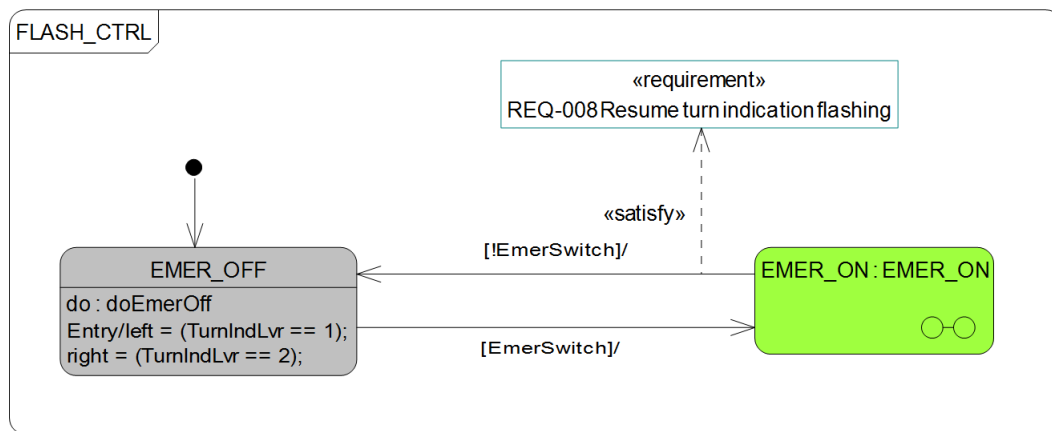 FLASH_CTRL
«requirement»
REQ-008 Resume turn indication flashing
«satisfy»
[!EmerSwitch]/
EMER_OFF
do : doEmerOff
Entry/left = (TurnIndLvr == 1);
right = (TurnIndLvr == 2);
EMER_ON : EMER_ON
[EmerSwitch]/